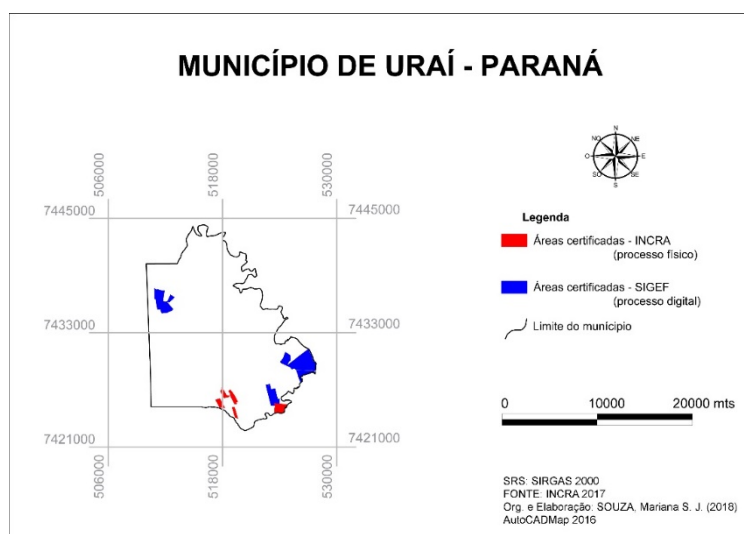 MUNICÍPIO DE URAÍ - PARANÁ
506000
518000
530000
7445000
7445000
7433000
7433000
7421000
7421000
506000
518000
530000
N
NO
NE
O
E
SO
SE
S
Legenda
Áreas certificadas - INCRA
(processo físico)
Áreas certificadas - SIGEF
(processo digital)
Limite do munícipio
0 10000 20000 mts
SRS: SIRGAS 2000
FONTE: INCRA 2017
Org. e Elaboração: SOUZA, Mariana S. J. (2018)
AutoCADMap 2016